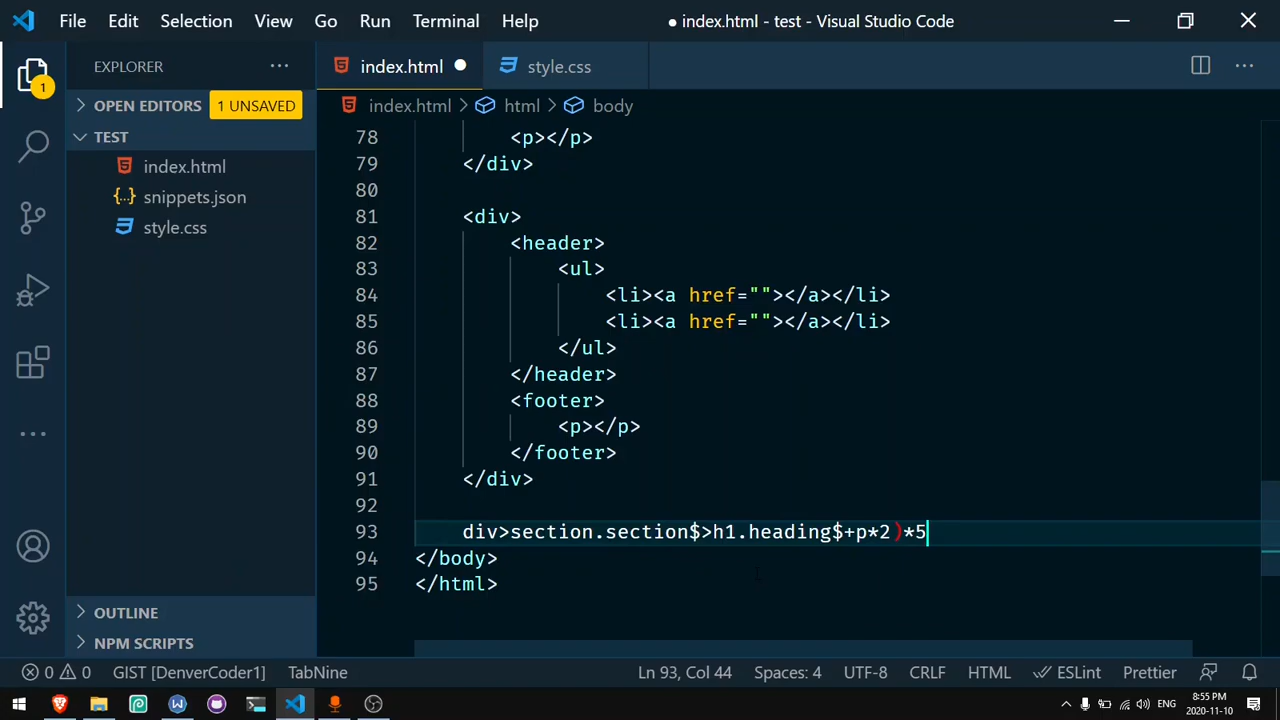 File Edit Selection View Go Run Terminal Help ● index.html - test - Visual Studio Code
EXPLORER ···
index.html ●
style.css
1
OPEN EDITORS 1 UNSAVED
TEST
index.html
snippets.json
style.css
OUTLINE
NPM SCRIPTS
index.html > html > body
78 <p></p>
79 </div>
80
81 <div>
82 <header>
83 <ul>
84 <li><a href=""></a></li>
85 <li><a href=""></a></li>
86 </ul>
87 </header>
88 <footer>
89 <p></p>
90 </footer>
91 </div>
92
93 div>section.section$>h1.heading$+p*2)*5
94 </body>
95 </html>
0 0 GIST [DenverCoder1] TabNine Ln 93, Col 44 Spaces: 4 UTF-8 CRLF HTML ESLint Prettier
ENG 8:55 PM
2020-11-10